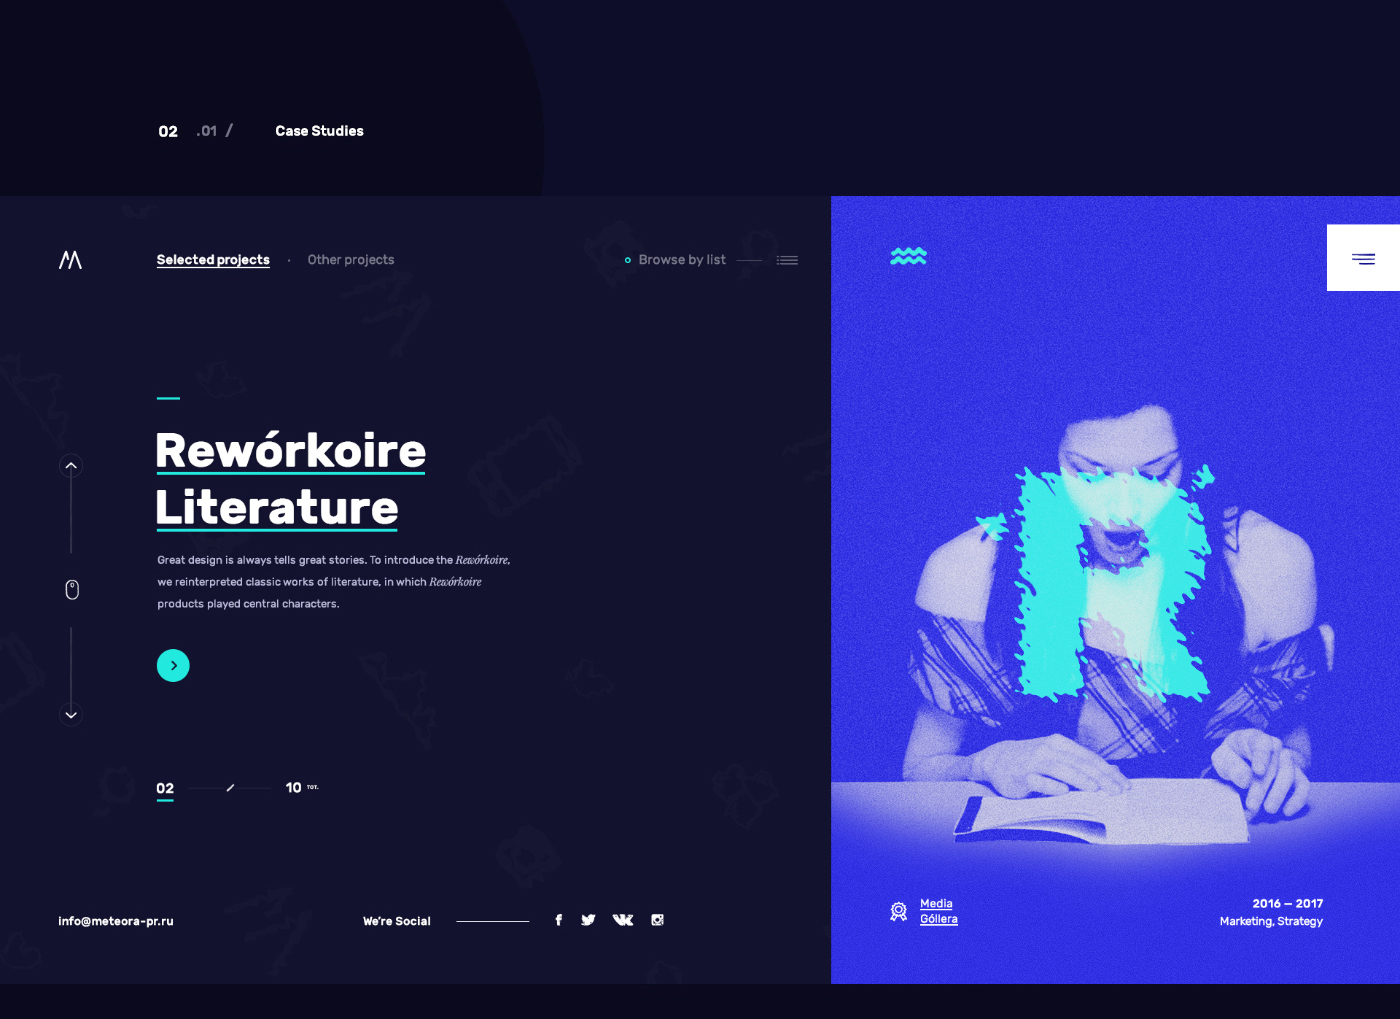 02 .01 / Case Studies
Selected projects · Other projects
Browse by list
Rewórkoire
Literature
Great design is always tells great stories. To introduce the Rewórkoire,
we reinterpreted classic works of literature, in which Rewórkoire
products played central characters.
02 / 10 TOT.
info@meteora-pr.ru
We're Social
Media
Góllera
2016 — 2017
Marketing, Strategy